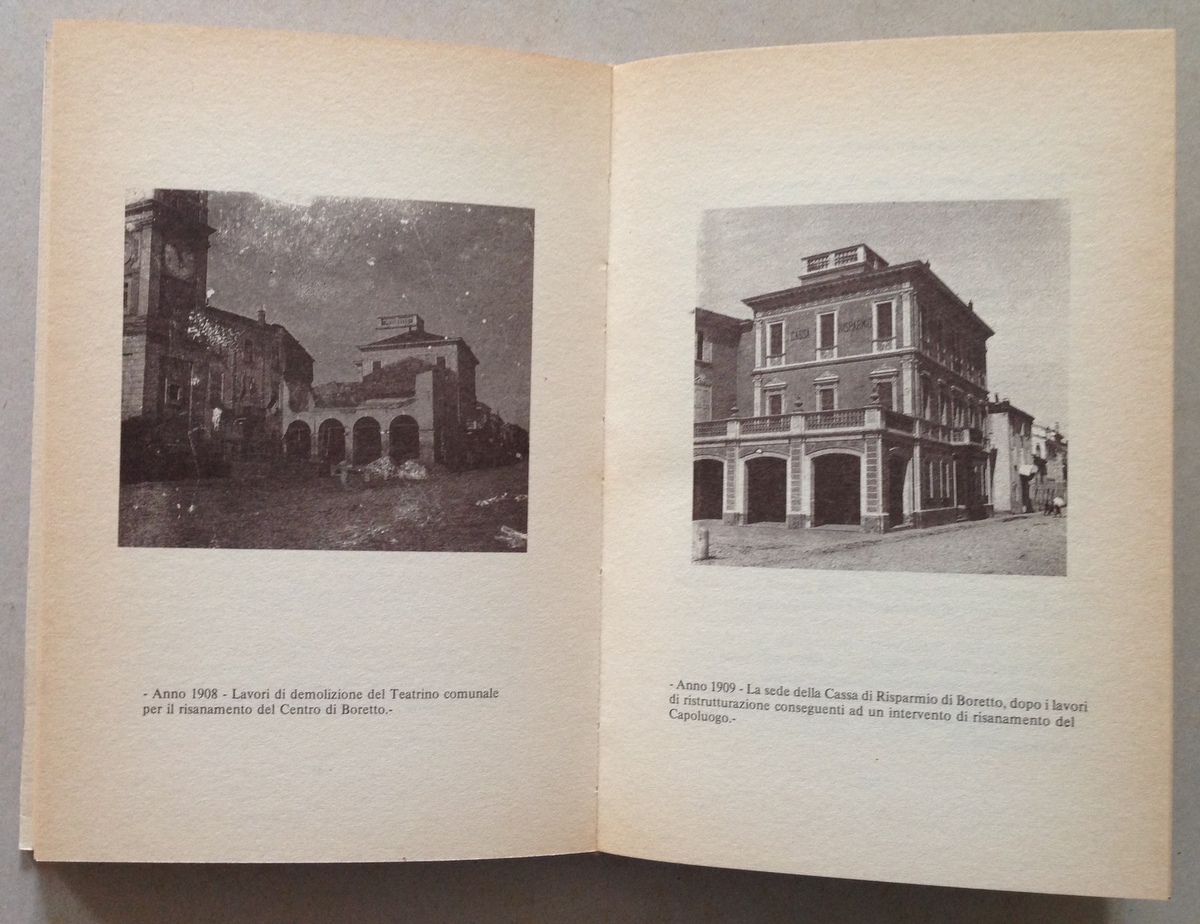 - Anno 1908 - Lavori di demolizione del Teatrino comunale
per il risanamento del Centro di Boretto.-
CASSA RISPARMIO
- Anno 1909 - La sede della Cassa di Risparmio di Boretto, dopo i lavori
di ristrutturazione conseguenti ad un intervento di risanamento del
Capoluogo.-